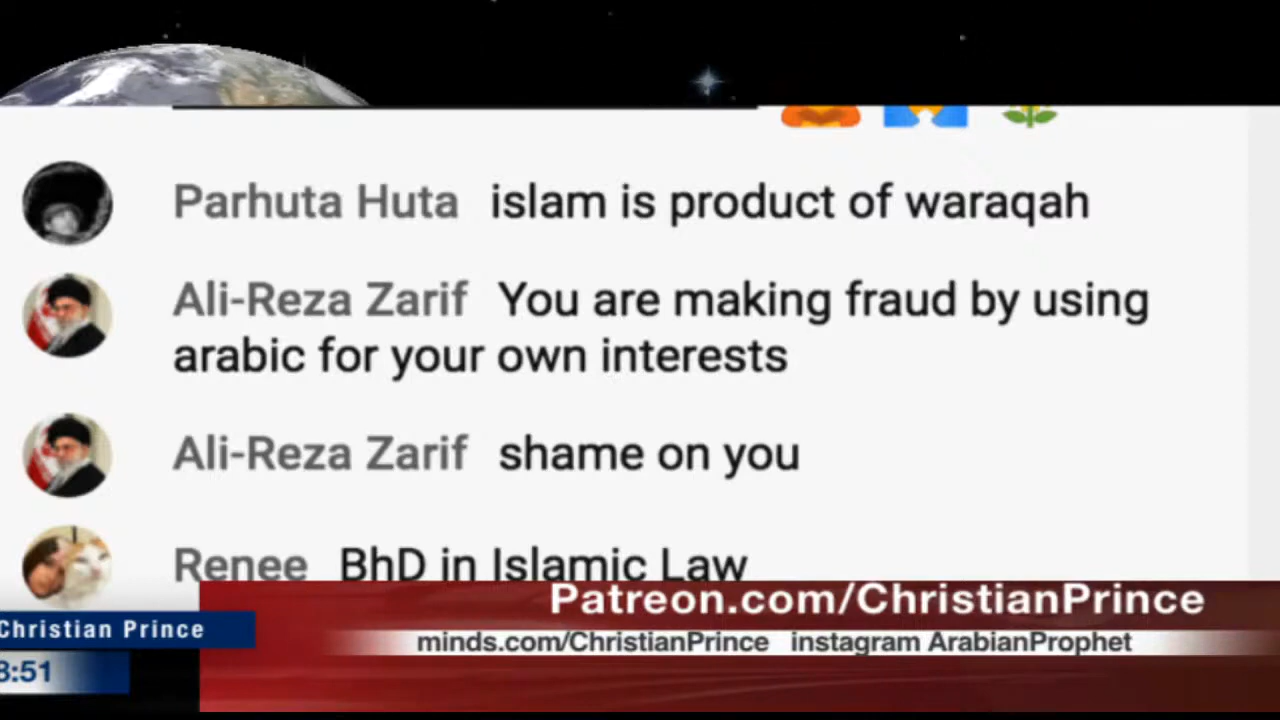 Parhuta Huta islam is product of waraqah
Ali-Reza Zarif You are making fraud by using
arabic for your own interests
Ali-Reza Zarif shame on you
Renee BhD in Islamic Law
Patreon.com/ChristianPrince
Christian Prince
minds.com/ChristianPrince instagram ArabianProphet
8:51